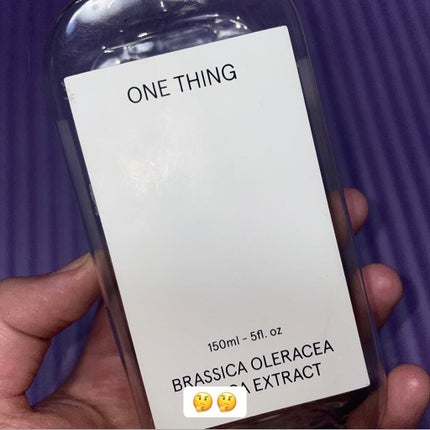 ONE THING
150ml - 5fl. oz
BRASSICA OLERACEA
EXTRACT
🤔🤔